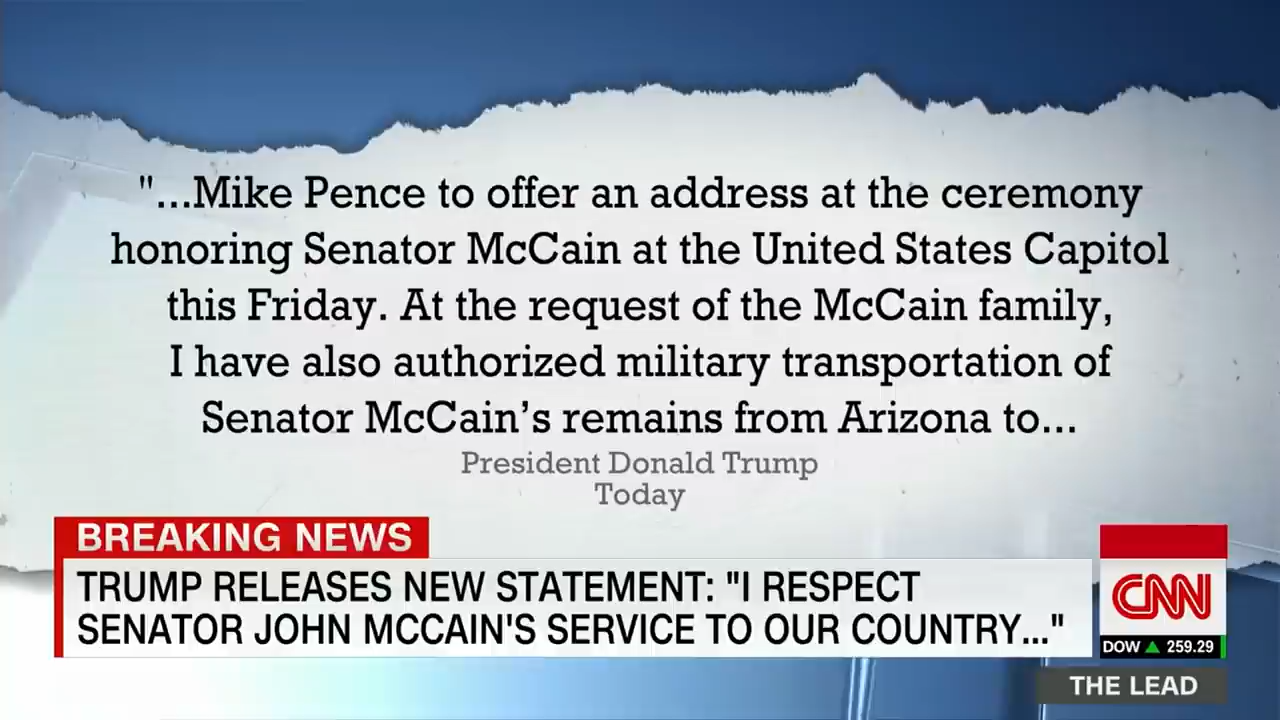 "...Mike Pence to offer an address at the ceremony
honoring Senator McCain at the United States Capitol
this Friday. At the request of the McCain family,
I have also authorized military transportation of
Senator McCain’s remains from Arizona to...
President Donald Trump
Today
BREAKING NEWS
TRUMP RELEASES NEW STATEMENT: "I RESPECT
SENATOR JOHN MCCAIN'S SERVICE TO OUR COUNTRY..."
CNN
DOW ▲ 259.29
THE LEAD